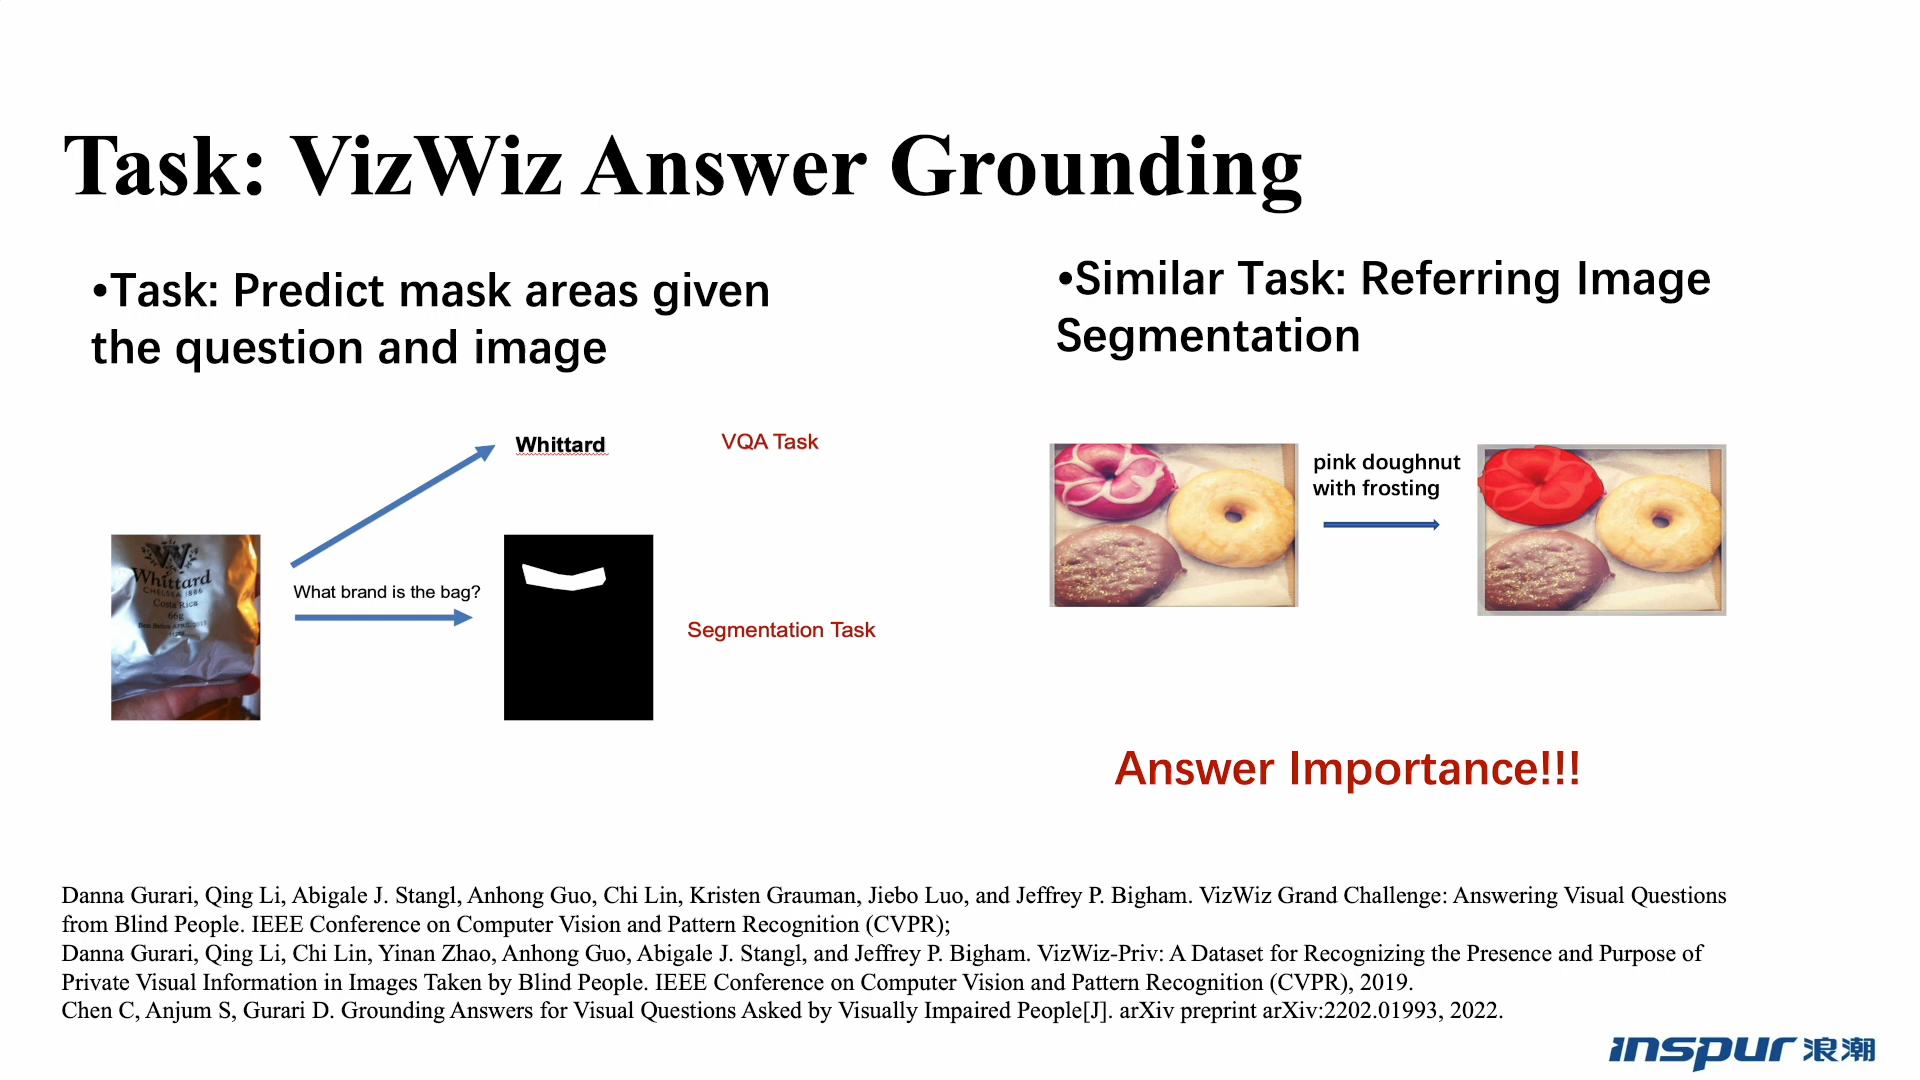 Task: VizWiz Answer Grounding
•Task: Predict mask areas given
the question and image
Whittard
VQA Task
What brand is the bag?
Segmentation Task
W
Whittard
CHELSEA 1886
Costa Rica
66g
•Similar Task: Referring Image
Segmentation
pink doughnut
with frosting
Answer Importance!!!
Danna Gurari, Qing Li, Abigale J. Stangl, Anhong Guo, Chi Lin, Kristen Grauman, Jiebo Luo, and Jeffrey P. Bigham. VizWiz Grand Challenge: Answering Visual Questions
from Blind People. IEEE Conference on Computer Vision and Pattern Recognition (CVPR);
Danna Gurari, Qing Li, Chi Lin, Yinan Zhao, Anhong Guo, Abigale J. Stangl, and Jeffrey P. Bigham. VizWiz-Priv: A Dataset for Recognizing the Presence and Purpose of
Private Visual Information in Images Taken by Blind People. IEEE Conference on Computer Vision and Pattern Recognition (CVPR), 2019.
Chen C, Anjum S, Gurari D. Grounding Answers for Visual Questions Asked by Visually Impaired People[J]. arXiv preprint arXiv:2202.01993, 2022.
inspur 浪潮